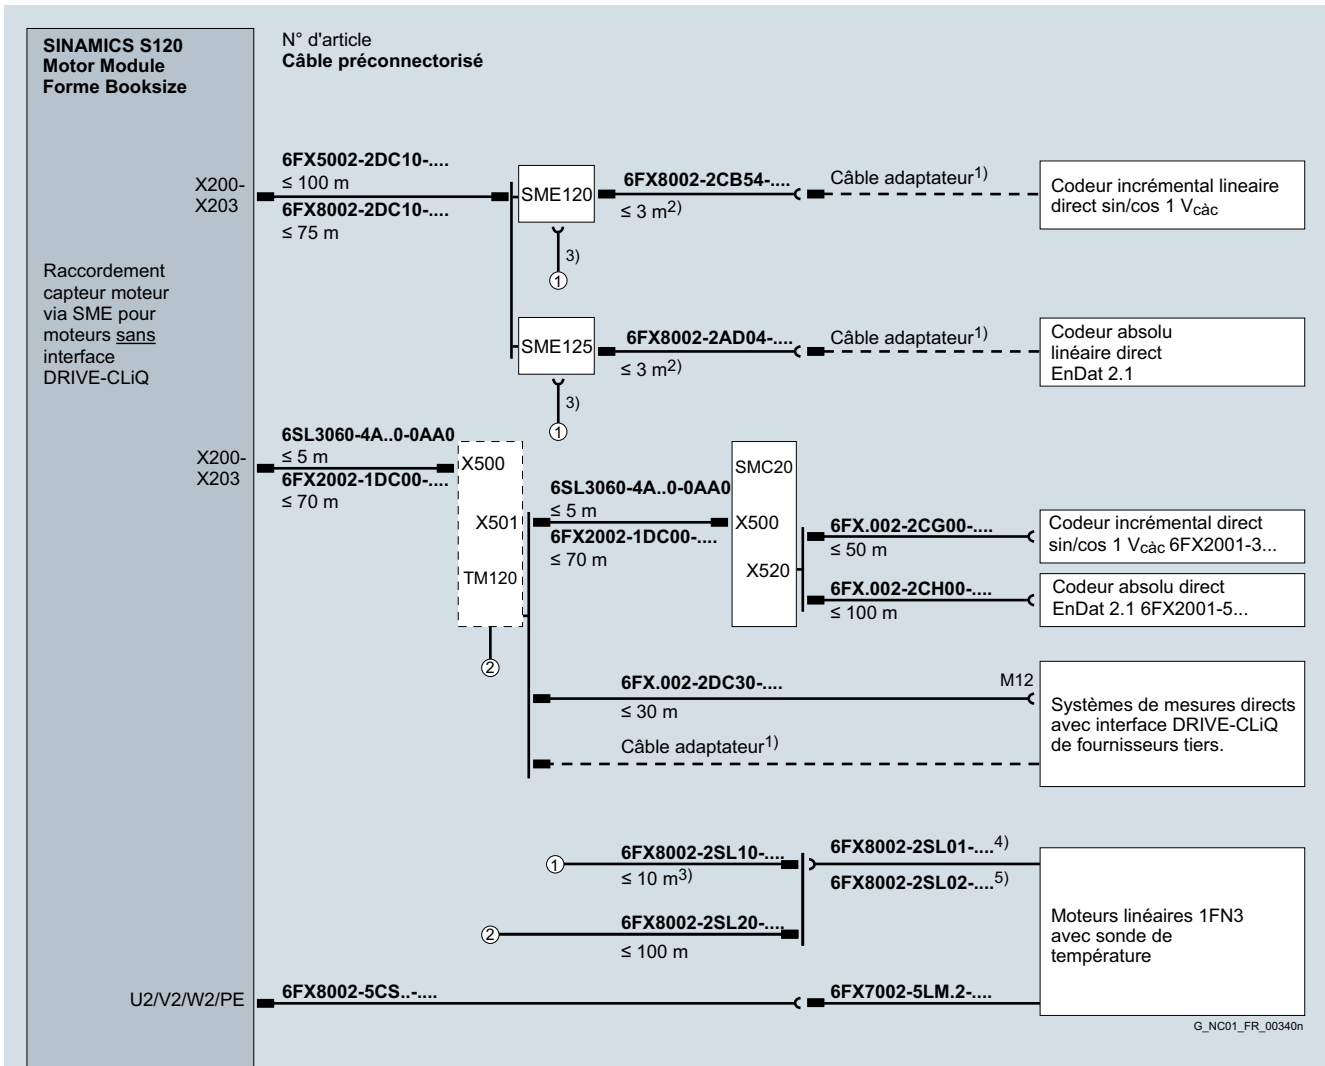 SINAMICS S120
Motor Module
Forme Booksize
N° d'article
Câble préconnectorisé
X200-
X203
6FX5002-2DC10-....
≤ 100 m
6FX8002-2DC10-....
≤ 75 m
SME120
6FX8002-2CB54-....
≤ 3 m2)
Câble adaptateur1)
Codeur incrémental lineaire
direct sin/cos 1 Vcàc
3)
1
Raccordement
capteur moteur
via SME pour
moteurs sans
interface
DRIVE-CLiQ
SME125
6FX8002-2AD04-....
≤ 3 m2)
Câble adaptateur1)
Codeur absolu
linéaire direct
EnDat 2.1
3)
1
X200-
X203
6SL3060-4A..0-0AA0
≤ 5 m
6FX2002-1DC00-....
≤ 70 m
X500
X501
TM120
2
6SL3060-4A..0-0AA0
≤ 5 m
6FX2002-1DC00-....
≤ 70 m
SMC20
X500
X520
6FX.002-2CG00-....
≤ 50 m
Codeur incrémental direct
sin/cos 1 Vcàc 6FX2001-3...
6FX.002-2CH00-....
≤ 100 m
Codeur absolu direct
EnDat 2.1 6FX2001-5...
6FX.002-2DC30-....
≤ 30 m
M12
Câble adaptateur1)
Systèmes de mesures directs
avec interface DRIVE-CLiQ
de fournisseurs tiers.
1
6FX8002-2SL10-....
≤ 10 m3)
6FX8002-2SL01-....4)
6FX8002-2SL02-....5)
2
6FX8002-2SL20-....
≤ 100 m
Moteurs linéaires 1FN3
avec sonde de
température
U2/V2/W2/PE
6FX8002-5CS..-....
6FX7002-5LM.2-....
G_NC01_FR_00340n